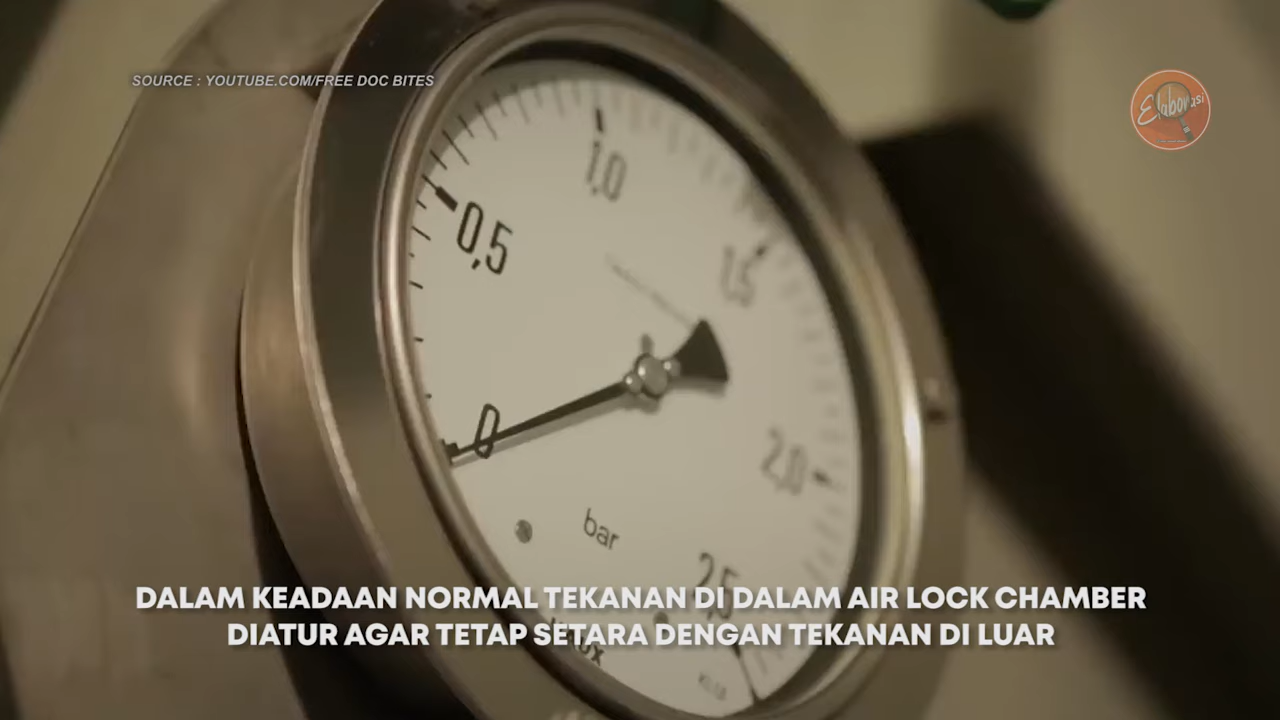 SOURCE : YOUTUBE.COM/FREE DOC BITES
Elaborasi
1,0
0,5
1,5
0
2,0
bar
2,5
DALAM KEADAAN NORMAL TEKANAN DI DALAM AIR LOCK CHAMBER
DIATUR AGAR TETAP SETARA DENGAN TEKANAN DI LUAR